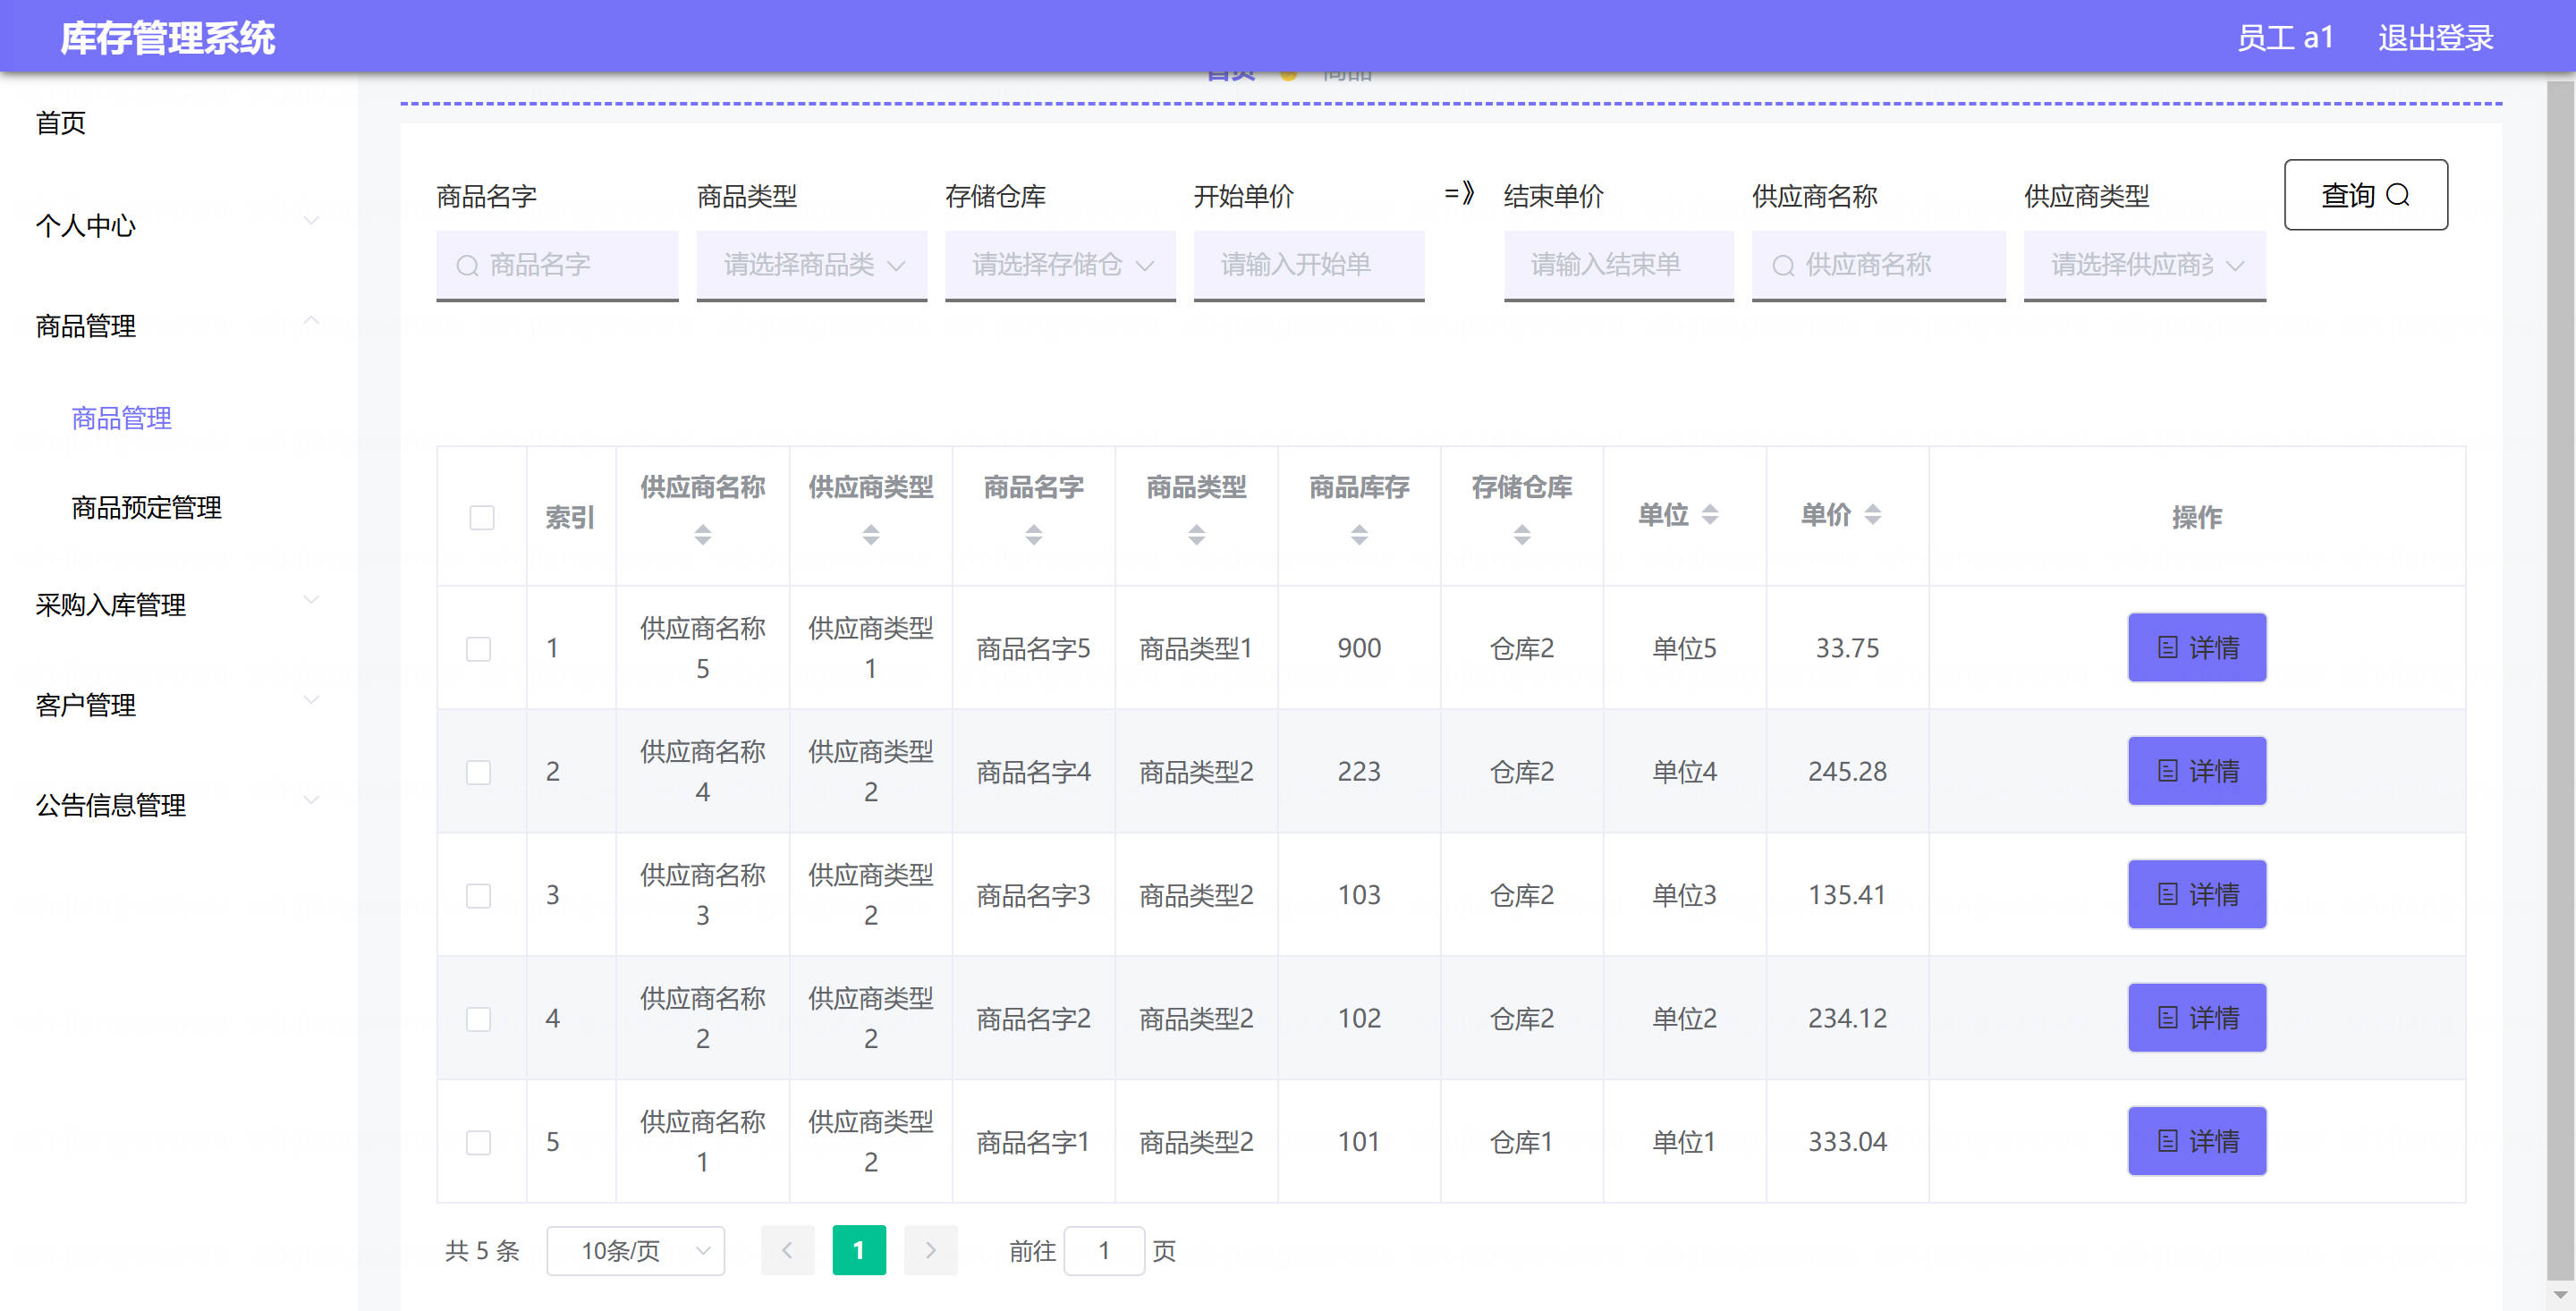 库存管理系统
员工 a1
退出登录
首页
商品
首页
个人中心
商品管理
商品管理
商品预定管理
采购入库管理
客户管理
公告信息管理
商品名字 商品类型 存储仓库 开始单价 =》 结束单价 供应商名称 供应商类型 查询
商品名字 请选择商品类 请选择存储仓 请输入开始单 请输入结束单 供应商名称 请选择供应商
索引 供应商名称 供应商类型 商品名字 商品类型 商品库存 存储仓库 单位 单价 操作
1 供应商名称5 供应商类型1 商品名字5 商品类型1 900 仓库2 单位5 33.75 详情
2 供应商名称4 供应商类型2 商品名字4 商品类型2 223 仓库2 单位4 245.28 详情
3 供应商名称3 供应商类型2 商品名字3 商品类型2 103 仓库2 单位3 135.41 详情
4 供应商名称2 供应商类型2 商品名字2 商品类型2 102 仓库2 单位2 234.12 详情
5 供应商名称1 供应商类型2 商品名字1 商品类型2 101 仓库1 单位1 333.04 详情
共 5 条 10条/页 1 前往 1 页